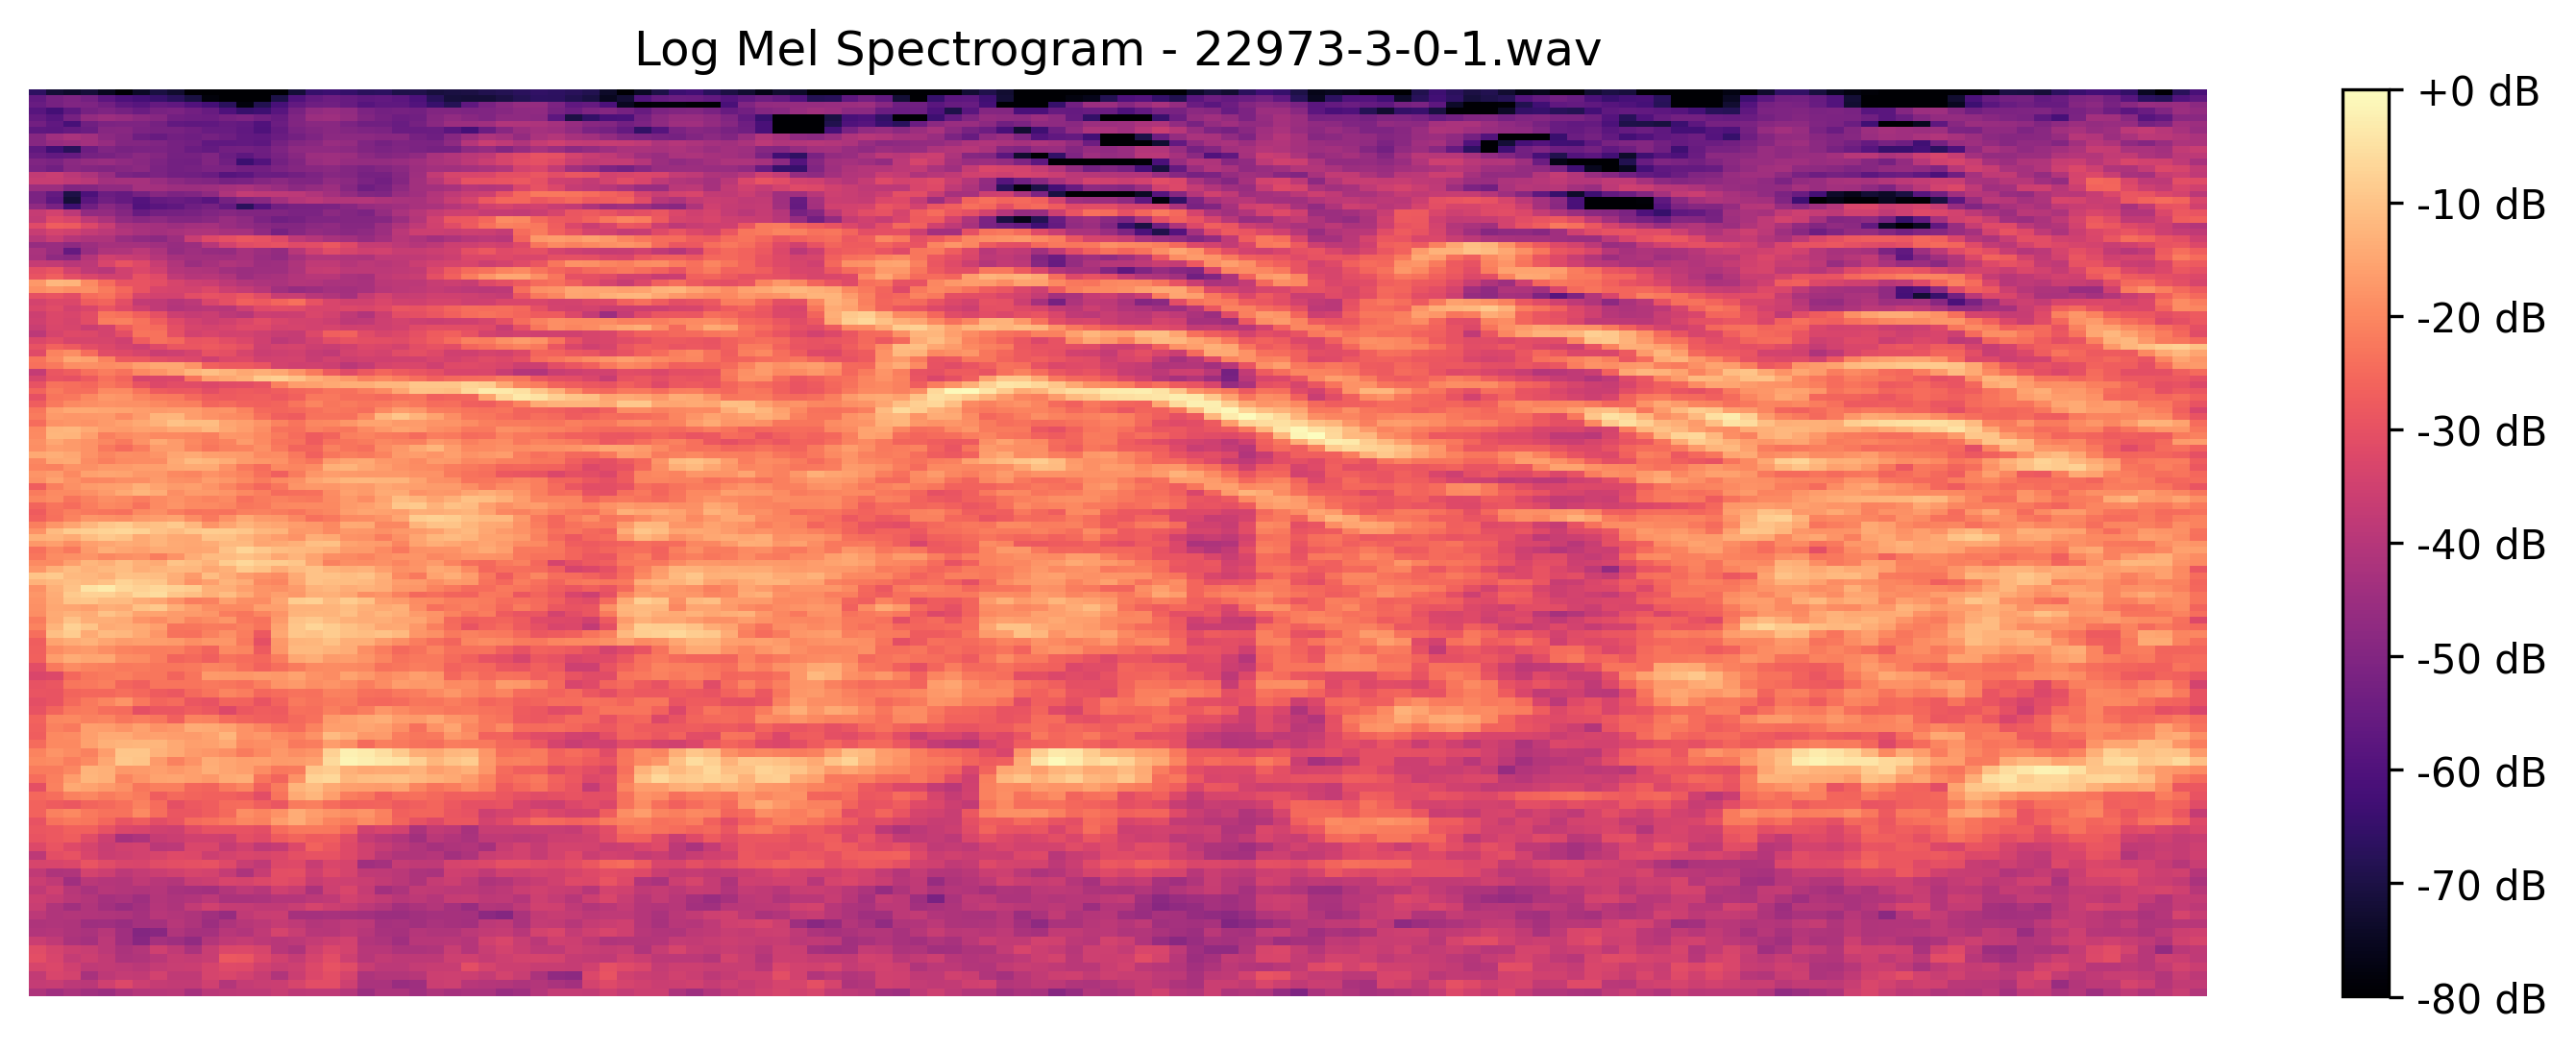 Log Mel Spectrogram - 22973-3-0-1.wav
+0 dB
-10 dB
-20 dB
-30 dB
-40 dB
-50 dB
-60 dB
-70 dB
-80 dB